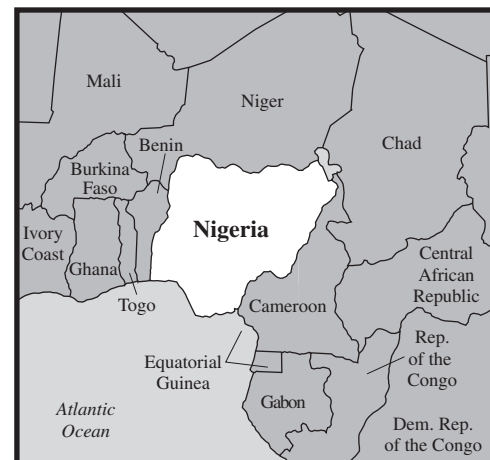 Mali
Niger
Chad
Benin
Burkina
Faso
Nigeria
Ivory
Coast
Ghana
Togo
Cameroon
Central
African
Republic
Equatorial
Guinea
Rep.
of the
Congo
Gabon
Atlantic
Ocean
Dem. Rep.
of the Congo